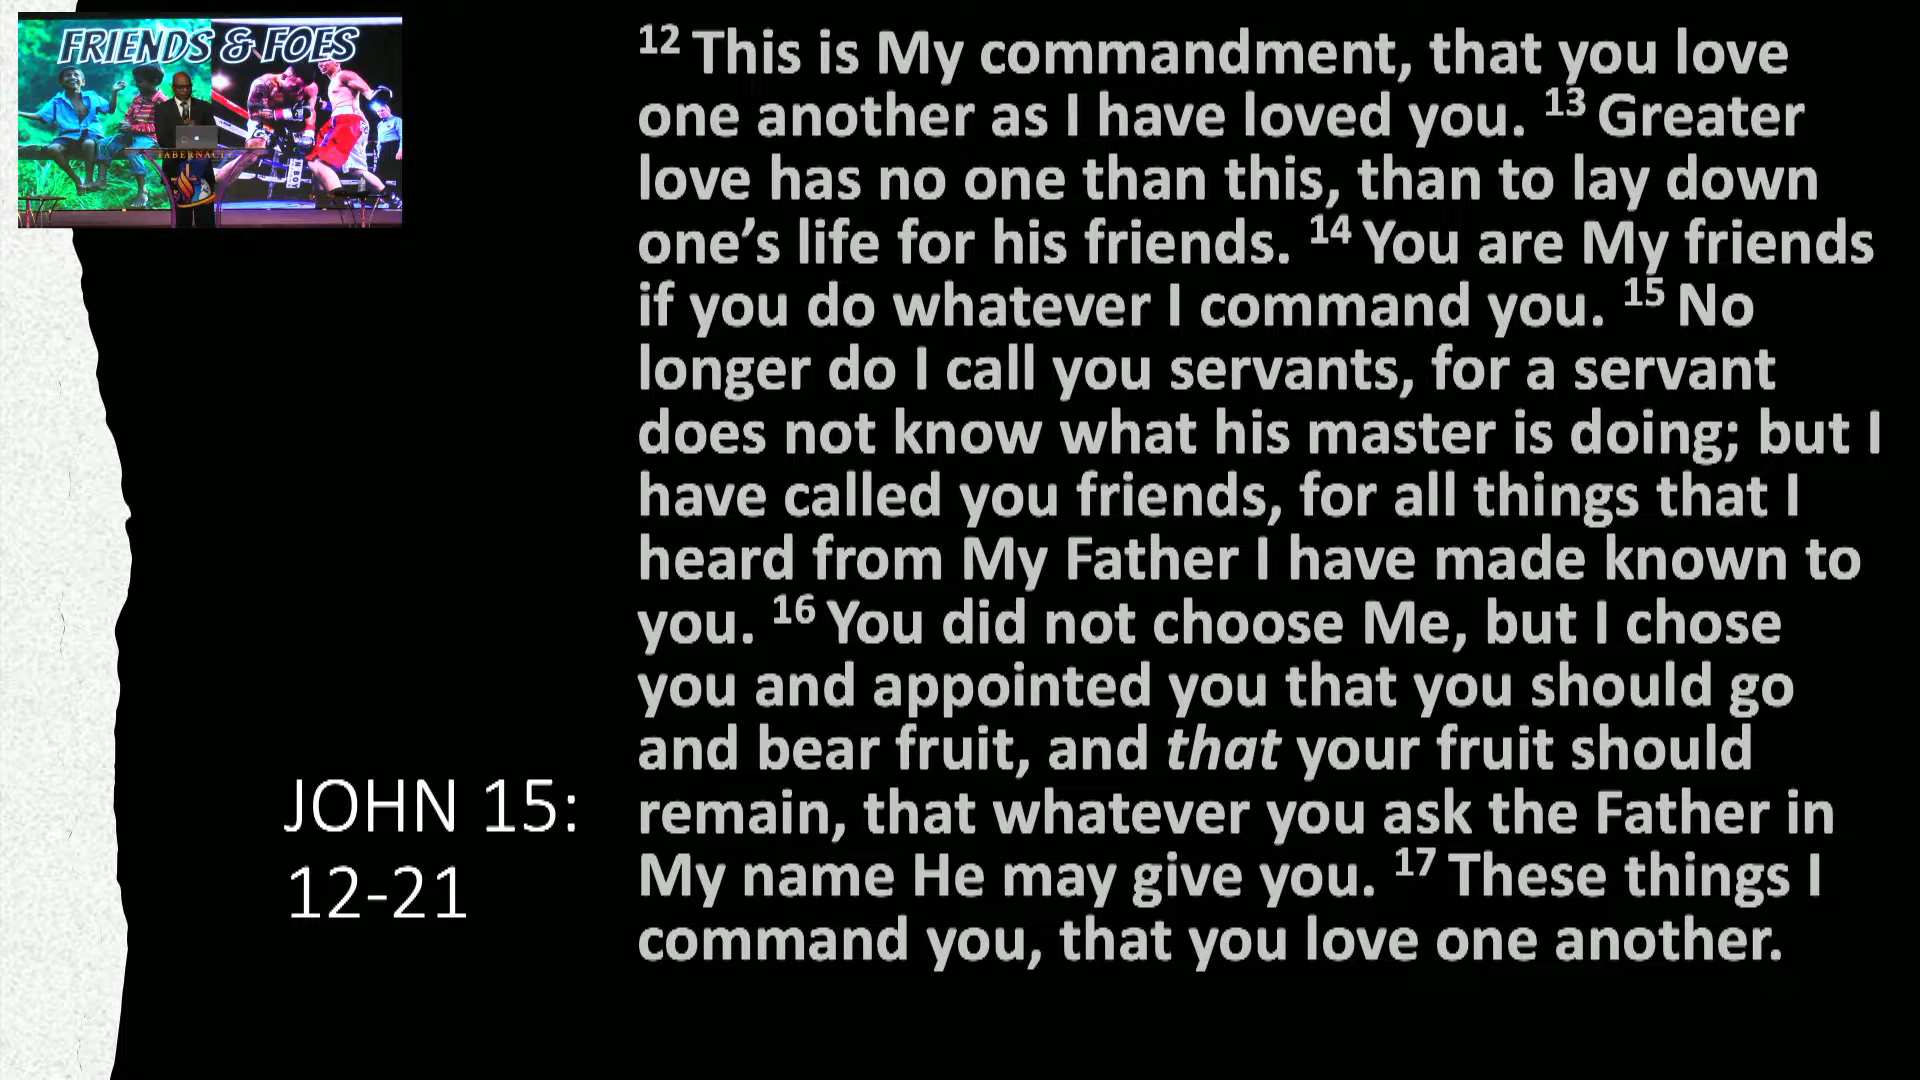 FRIENDS & FOES
TABERNACLE
JOHN 15:
12-21
12 This is My commandment, that you love
one another as I have loved you. 13 Greater
love has no one than this, than to lay down
one’s life for his friends. 14 You are My friends
if you do whatever I command you. 15 No
longer do I call you servants, for a servant
does not know what his master is doing; but I
have called you friends, for all things that I
heard from My Father I have made known to
you. 16 You did not choose Me, but I chose
you and appointed you that you should go
and bear fruit, and that your fruit should
remain, that whatever you ask the Father in
My name He may give you. 17 These things I
command you, that you love one another.